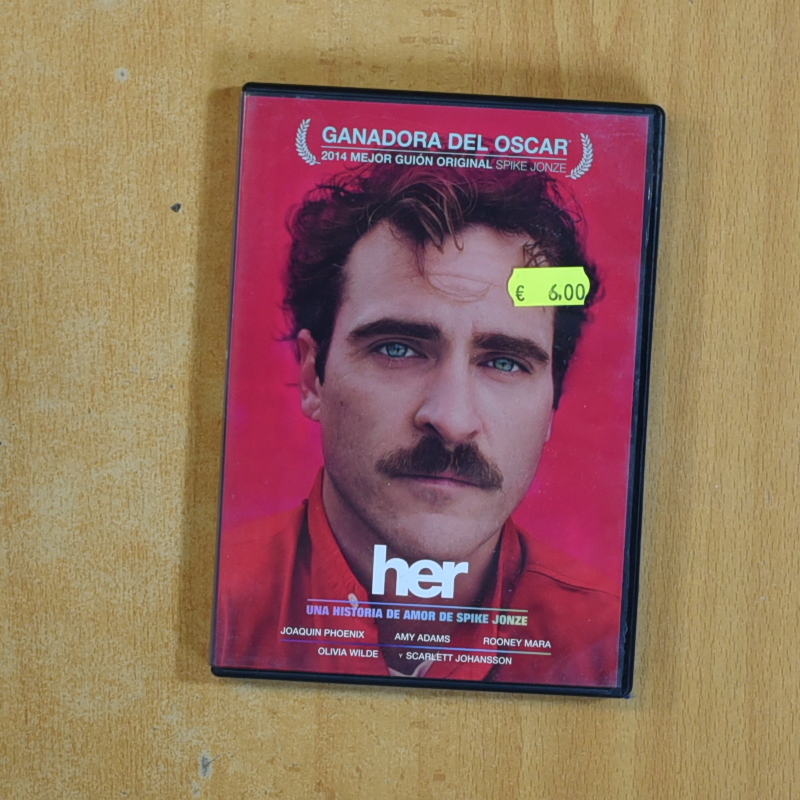 GANADORA DEL OSCAR
2014 MEJOR GUIÓN ORIGINAL SPIKE JONZE
€ 6,00
her
UNA HISTORIA DE AMOR DE SPIKE JONZE
JOAQUIN PHOENIX AMY ADAMS ROONEY MARA
OLIVIA WILDE Y SCARLETT JOHANSSON